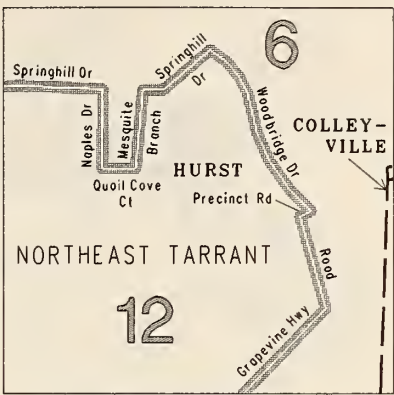 6
Springhill Dr
Springhill
Dr
Naples Dr
Mesquite
Branch
Woodbridge Dr
COLLEY-
VILLE
HURST
Quail Cove
Ct
Precinct Rd
NORTHEAST TARRANT
Road
12
Grapevine Hwy